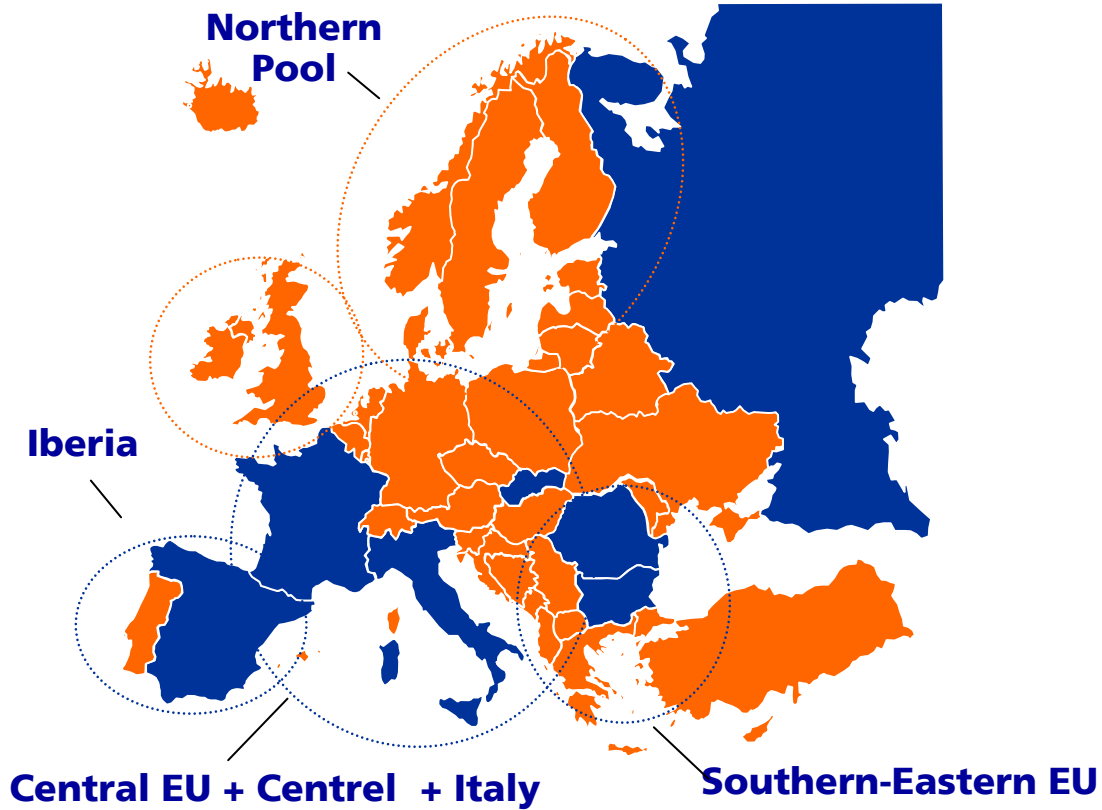 Northern
Pool
Iberia
Central EU + Centrel + Italy
Southern-Eastern EU